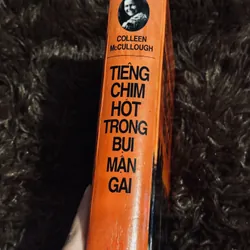 COLLEEN
McCULLOUGH
TIẾNG
CHIM
HÓT
TRONG
BỤI
MẬN
GAI